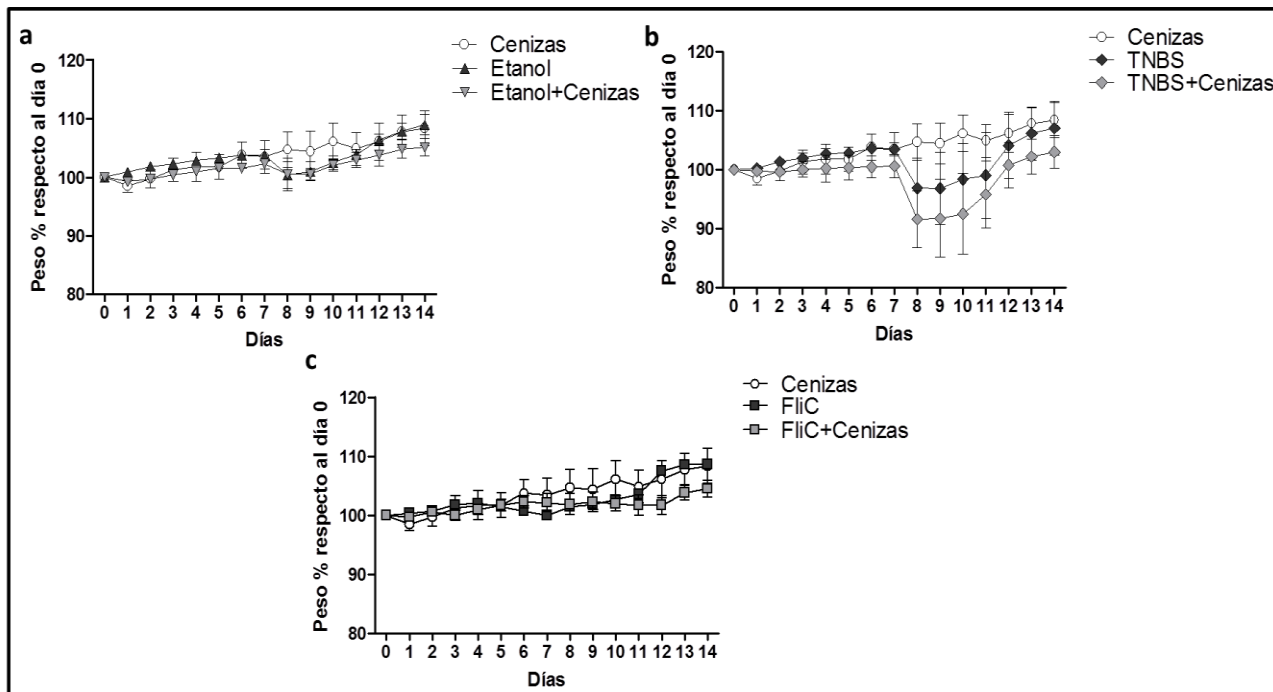 a
Cenizas
Etanol
Etanol+Cenizas
Peso % respecto al día 0
120
110
100
90
80
0 1 2 3 4 5 6 7 8 9 10 11 12 13 14
Días
b
Cenizas
TNBS
TNBS+Cenizas
Peso % respecto al día 0
120
110
100
90
80
0 1 2 3 4 5 6 7 8 9 10 11 12 13 14
Días
c
Cenizas
FliC
FliC+Cenizas
Peso % respecto al día 0
120
110
100
90
80
0 1 2 3 4 5 6 7 8 9 10 11 12 13 14
Días